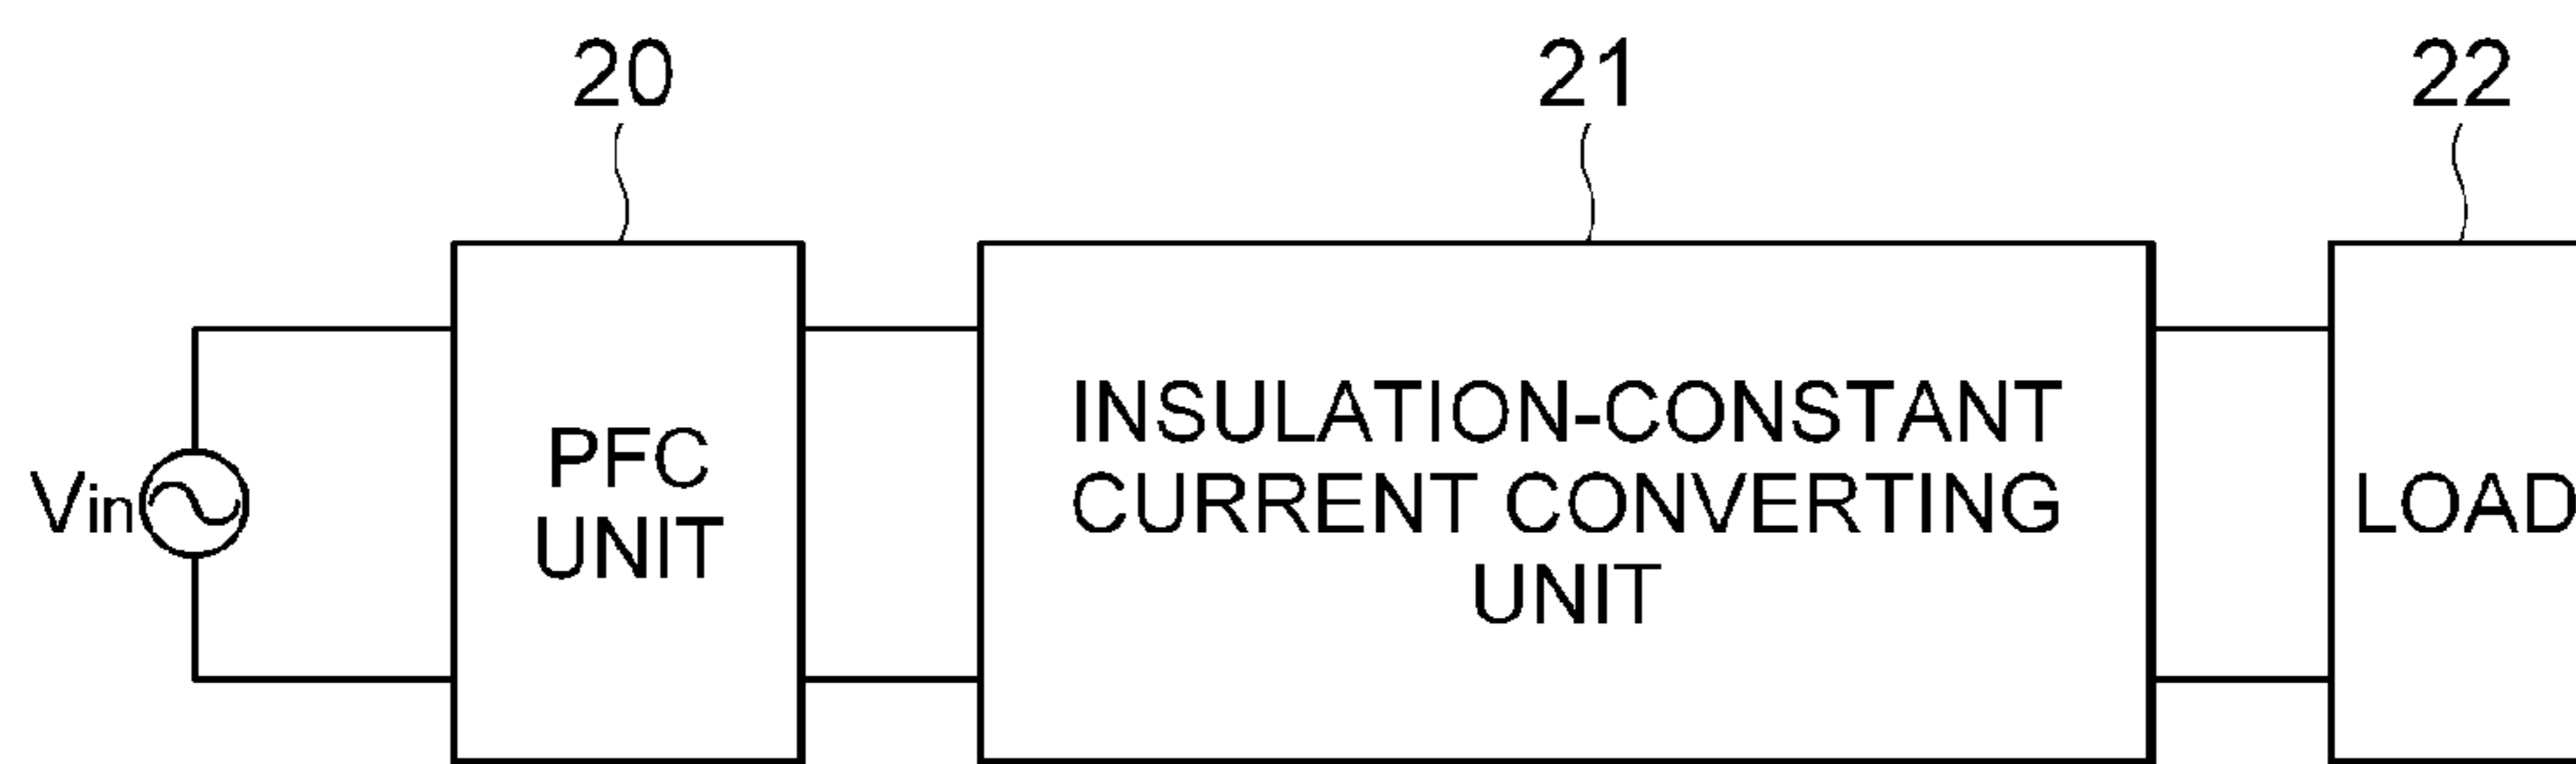 20
21
22
Vin
PFC
UNIT
INSULATION-CONSTANT
CURRENT CONVERTING
UNIT
LOAD